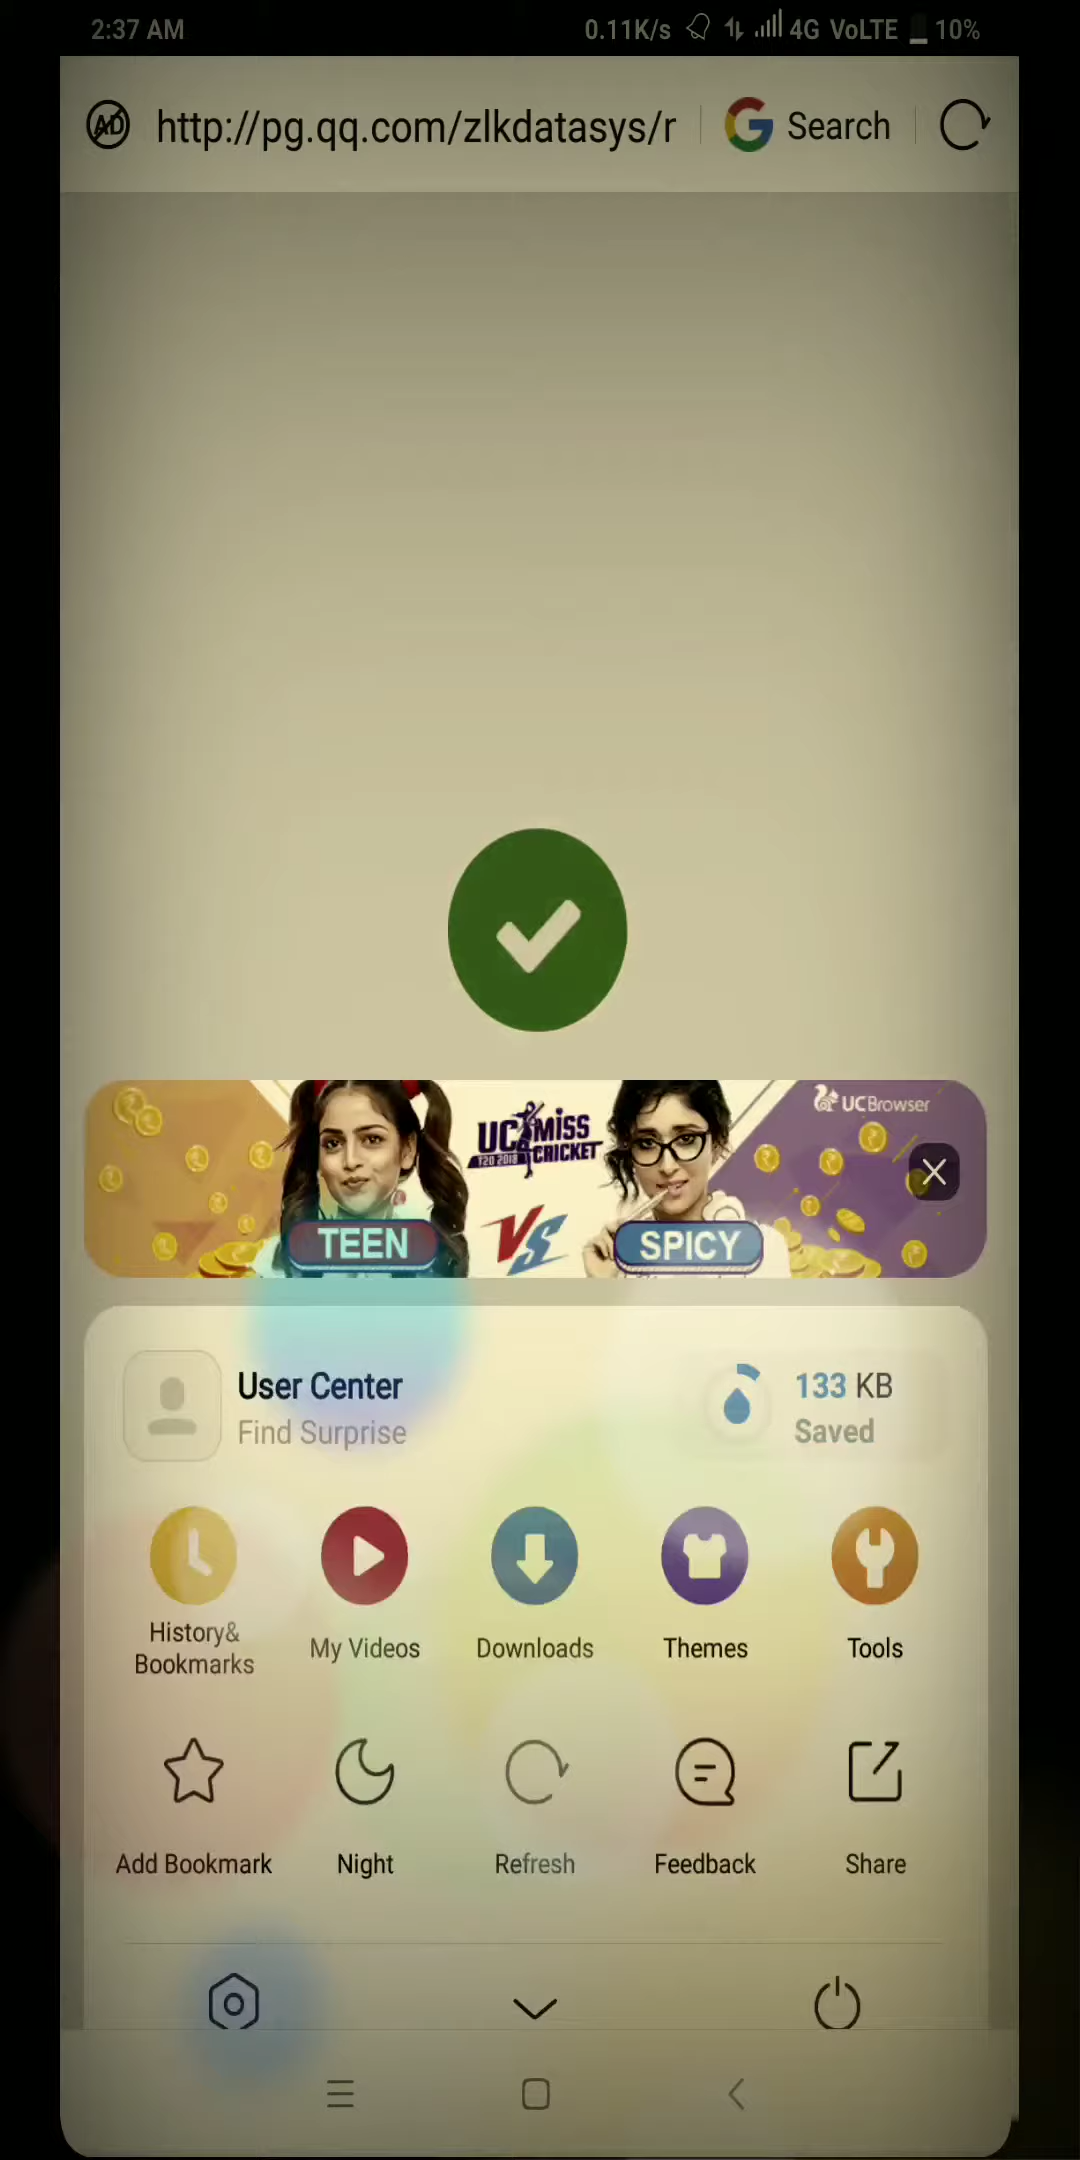 2:37 AM 0.11K/s 4G VoLTE 10%
AD http://pg.qq.com/zlkdatasys/r Search
UC MISS
T20 2018 CRICKET
UCBrowser
TEEN VS SPICY
User Center 133 KB
Find Surprise Saved
History&
Bookmarks
My Videos
Downloads
Themes
Tools
Add Bookmark
Night
Refresh
Feedback
Share